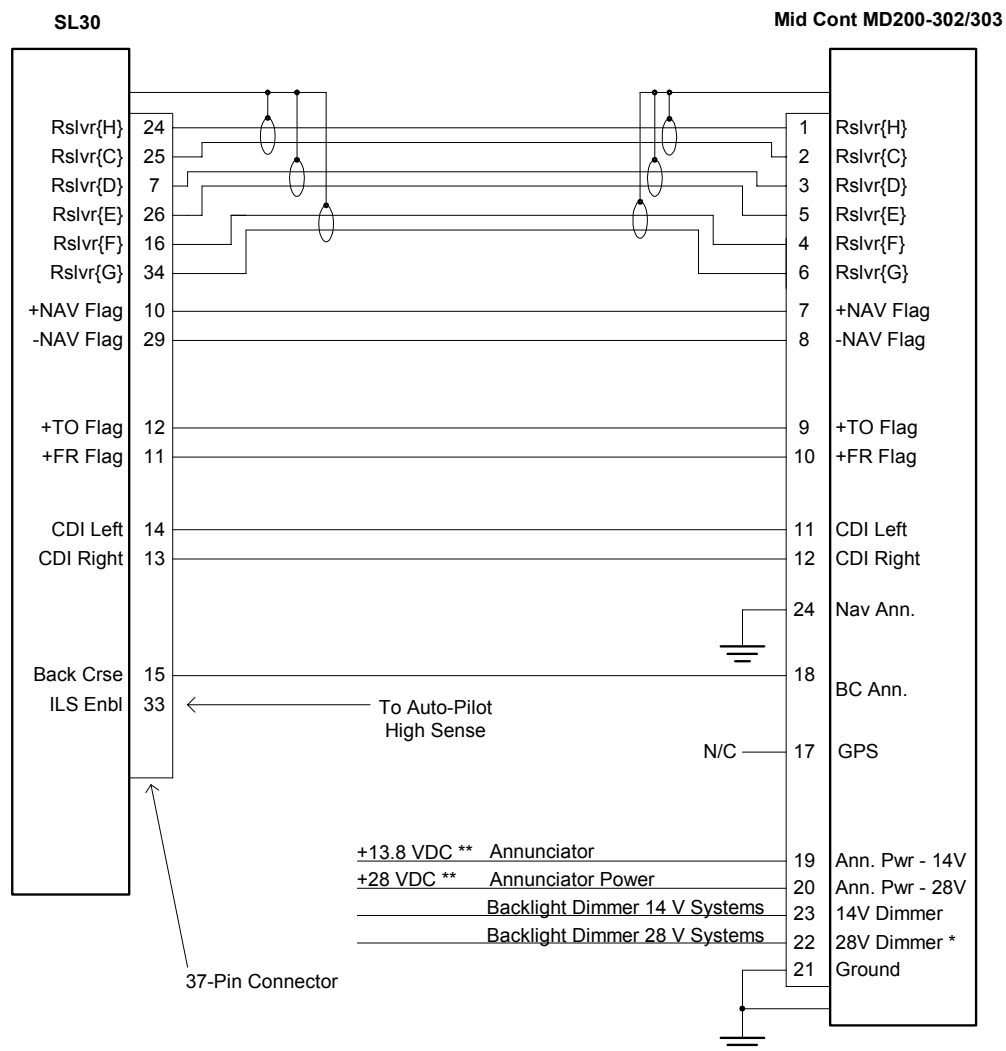 SL30
Mid Cont MD200-302/303
Rslvr{H} 24 1 Rslvr{H}
Rslvr{C} 25 2 Rslvr{C}
Rslvr{D} 7 3 Rslvr{D}
Rslvr{E} 26 5 Rslvr{E}
Rslvr{F} 16 4 Rslvr{F}
Rslvr{G} 34 6 Rslvr{G}
+NAV Flag 10 7 +NAV Flag
-NAV Flag 29 8 -NAV Flag
+TO Flag 12 9 +TO Flag
+FR Flag 11 10 +FR Flag
CDI Left 14 11 CDI Left
CDI Right 13 12 CDI Right
24 Nav Ann.
Back Crse 15 18 BC Ann.
ILS Enbl 33 To Auto-Pilot
High Sense
N/C 17 GPS
+13.8 VDC ** Annunciator 19 Ann. Pwr - 14V
+28 VDC ** Annunciator Power 20 Ann. Pwr - 28V
Backlight Dimmer 14 V Systems 23 14V Dimmer
Backlight Dimmer 28 V Systems 22 28V Dimmer *
21 Ground
37-Pin Connector